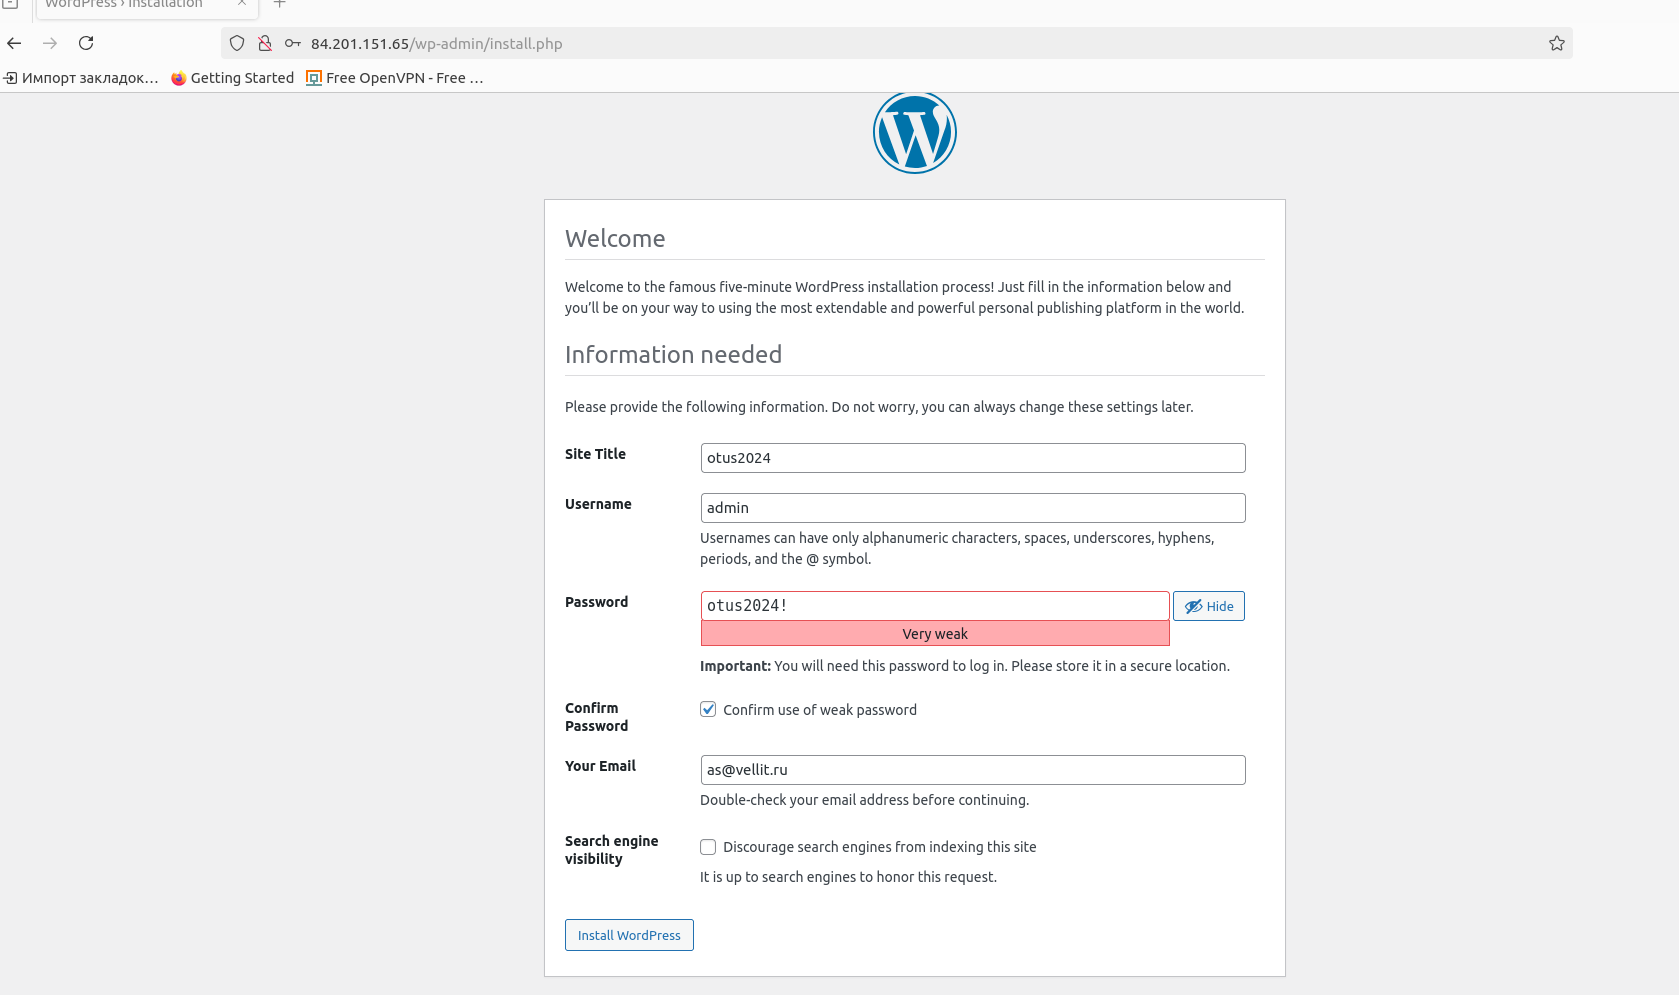 WordPress › Installation
84.201.151.65/wp-admin/install.php
Импорт закладок… Getting Started Free OpenVPN - Free …
Welcome
Welcome to the famous five-minute WordPress installation process! Just fill in the information below and
you’ll be on your way to using the most extendable and powerful personal publishing platform in the world.
Information needed
Please provide the following information. Do not worry, you can always change these settings later.
Site Title
otus2024
Username
admin
Usernames can have only alphanumeric characters, spaces, underscores, hyphens,
periods, and the @ symbol.
Password
otus2024!
Hide
Very weak
Important: You will need this password to log in. Please store it in a secure location.
Confirm
Password
Confirm use of weak password
Your Email
as@vellit.ru
Double-check your email address before continuing.
Search engine
visibility
Discourage search engines from indexing this site
It is up to search engines to honor this request.
Install WordPress